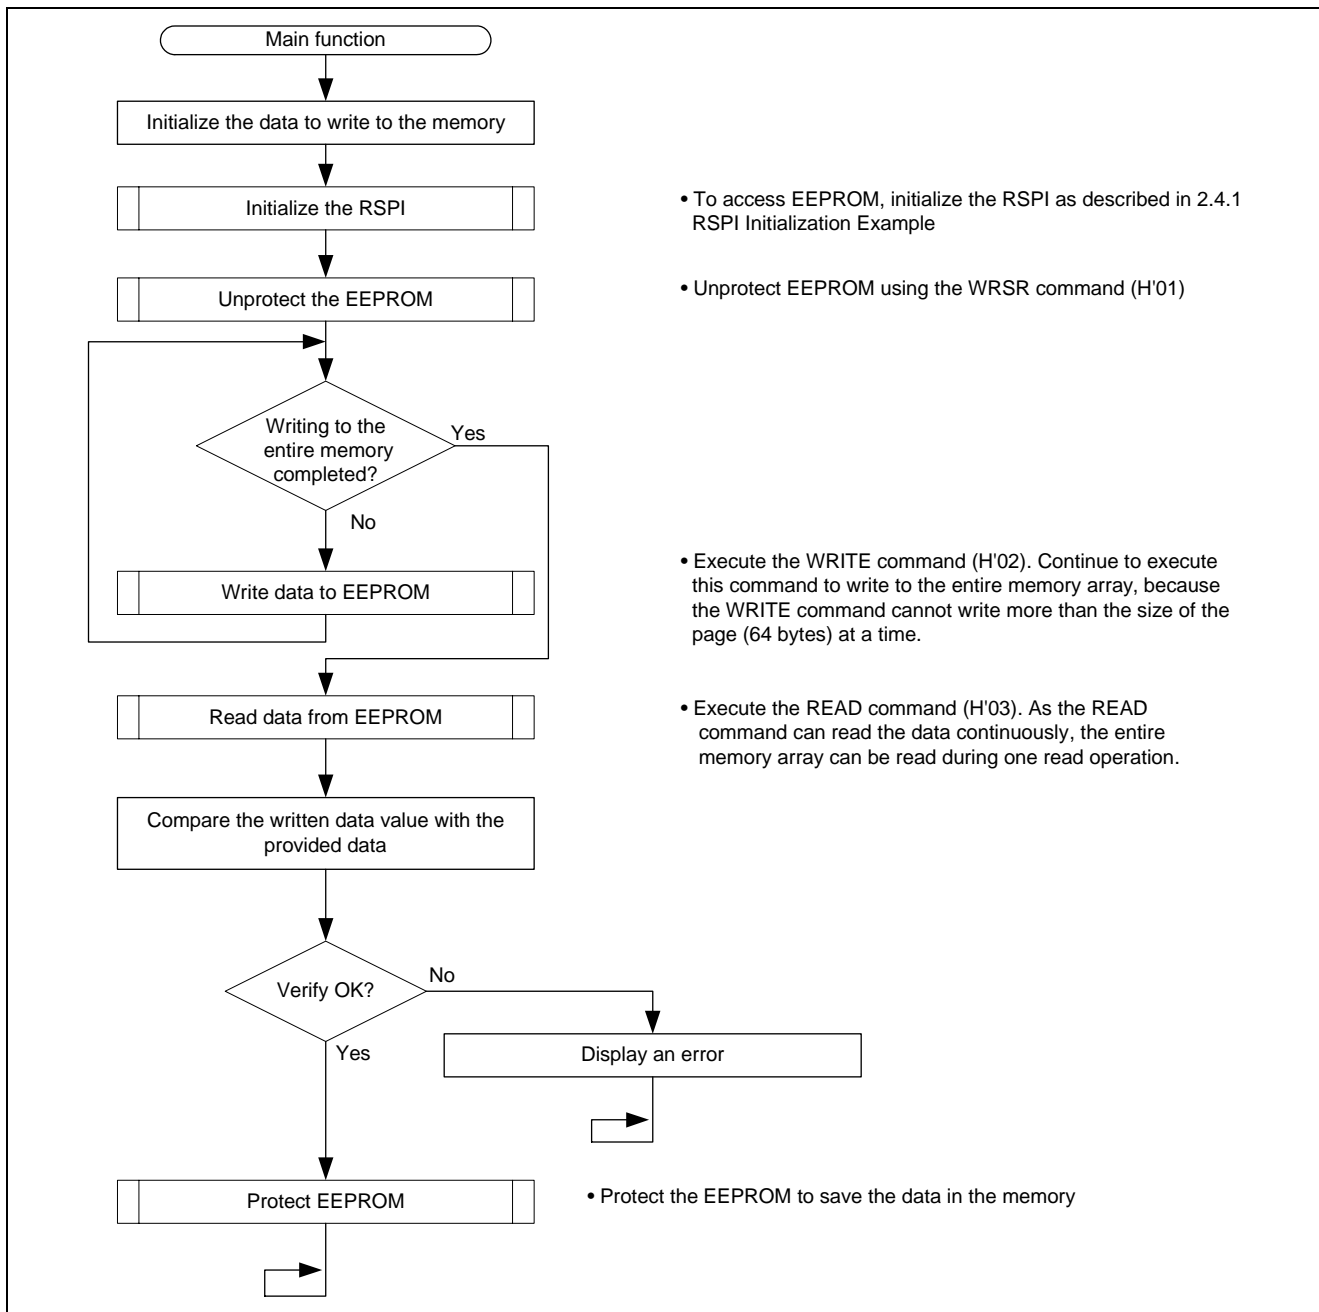 Main function
Initialize the data to write to the memory
Initialize the RSPI
• To access EEPROM, initialize the RSPI as described in 2.4.1
RSPI Initialization Example
Unprotect the EEPROM
• Unprotect EEPROM using the WRSR command (H'01)
Writing to the
entire memory
completed?
Yes
No
Write data to EEPROM
• Execute the WRITE command (H'02). Continue to execute
this command to write to the entire memory array, because
the WRITE command cannot write more than the size of the
page (64 bytes) at a time.
Read data from EEPROM
• Execute the READ command (H'03). As the READ
command can read the data continuously, the entire
memory array can be read during one read operation.
Compare the written data value with the
provided data
Verify OK?
No
Yes
Display an error
Protect EEPROM
• Protect the EEPROM to save the data in the memory